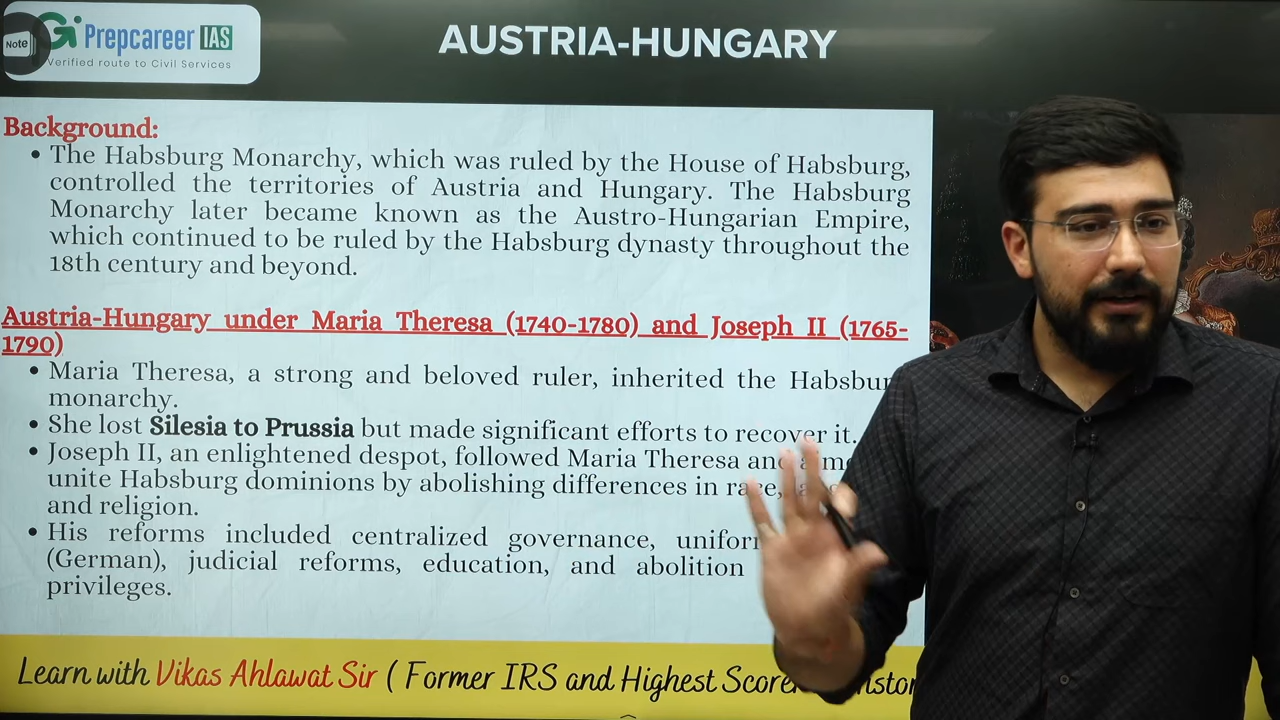 Note
Gi Prepcareer IAS
Verified route to Civil Services
AUSTRIA-HUNGARY
Background:
• The Habsburg Monarchy, which was ruled by the House of Habsburg,
controlled the territories of Austria and Hungary. The Habsburg
Monarchy later became known as the Austro-Hungarian Empire,
which continued to be ruled by the Habsburg dynasty throughout the
18th century and beyond.
Austria-Hungary under Maria Theresa (1740-1780) and Joseph II (1765-
1790)
• Maria Theresa, a strong and beloved ruler, inherited the Habsbur
monarchy.
• She lost Silesia to Prussia but made significant efforts to recover it.
• Joseph II, an enlightened despot, followed Maria Theresa and
unite Habsburg dominions by abolishing differences in race,
and religion.
• His reforms included centralized governance,
(German), judicial reforms, education, and abolition
privileges.
Learn with Vikas Ahlawat Sir ( Former IRS and Highest